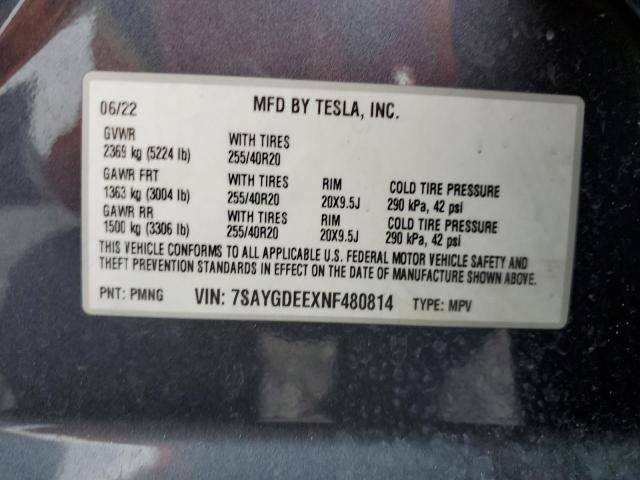 06/22 MFD BY TESLA, INC.
GVWR WITH TIRES
2369 kg (5224 lb) 255/40R20
GAWR FRT WITH TIRES RIM COLD TIRE PRESSURE
1363 kg (3004 lb) 255/40R20 20X9.5J 290 kPa, 42 psi
GAWR RR WITH TIRES RIM COLD TIRE PRESSURE
1500 kg (3306 lb) 255/40R20 20X9.5J 290 kPa, 42 psi
THIS VEHICLE CONFORMS TO ALL APPLICABLE U.S. FEDERAL MOTOR VEHICLE SAFETY AND
THEFT PREVENTION STANDARDS IN EFFECT ON THE DATE OF MANUFACTURE SHOWN ABOVE.
PNT: PMNG VIN: 7SAYGDEEXNF480814 TYPE: MPV